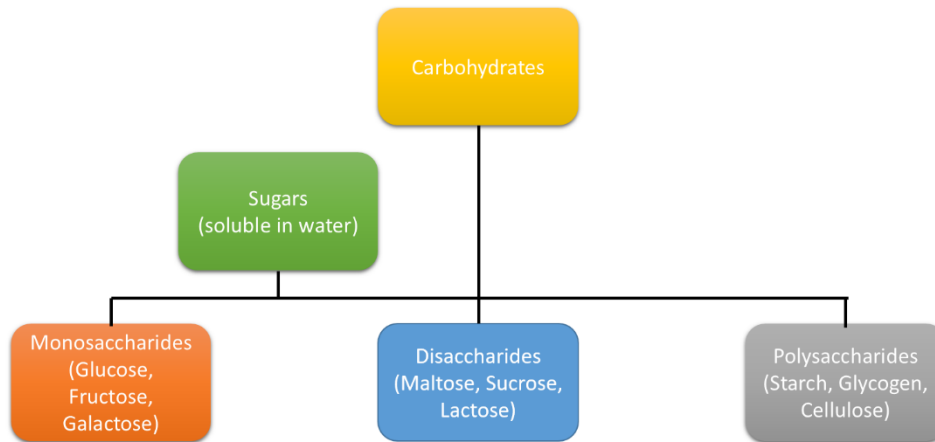 Carbohydrates
Sugars
(soluble in water)
Monosaccharides
(Glucose,
Fructose,
Galactose)
Disaccharides
(Maltose, Sucrose,
Lactose)
Polysaccharides
(Starch, Glycogen,
Cellulose)